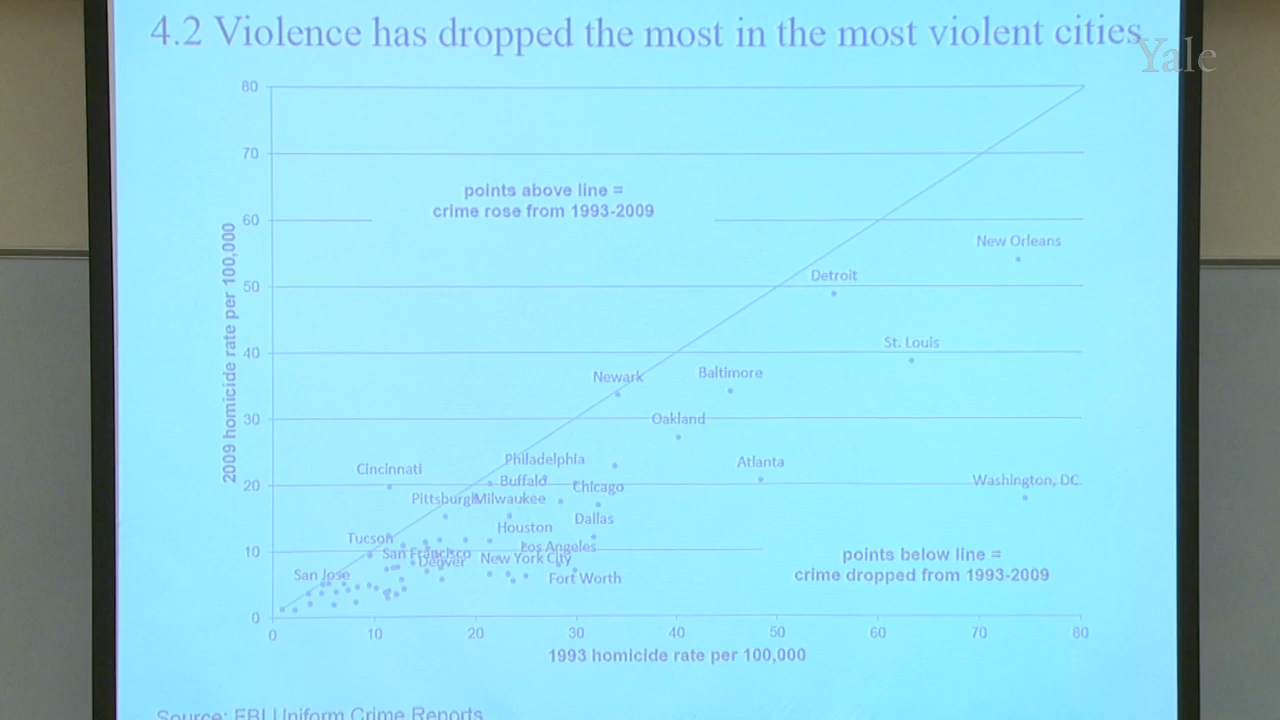 4.2 Violence has dropped the most in the most violent cities
Yale
80
70
points above line =
crime rose from 1993-2009
60
2009 homicide rate per 100,000
New Orleans
50
Detroit
40
St. Louis
Newark
Baltimore
30
Oakland
Philadelphia
Cincinnati
Atlanta
20
Buffalo
Chicago
Washington, DC
Pittsburgh
Milwaukee
Dallas
Houston
Tucson
10
San Francisco
Los Angeles
Denver
New York City
points below line =
crime dropped from 1993-2009
San Jose
Fort Worth
0
0 10 20 30 40 50 60 70 80
1993 homicide rate per 100,000
Source: FBI Uniform Crime Reports